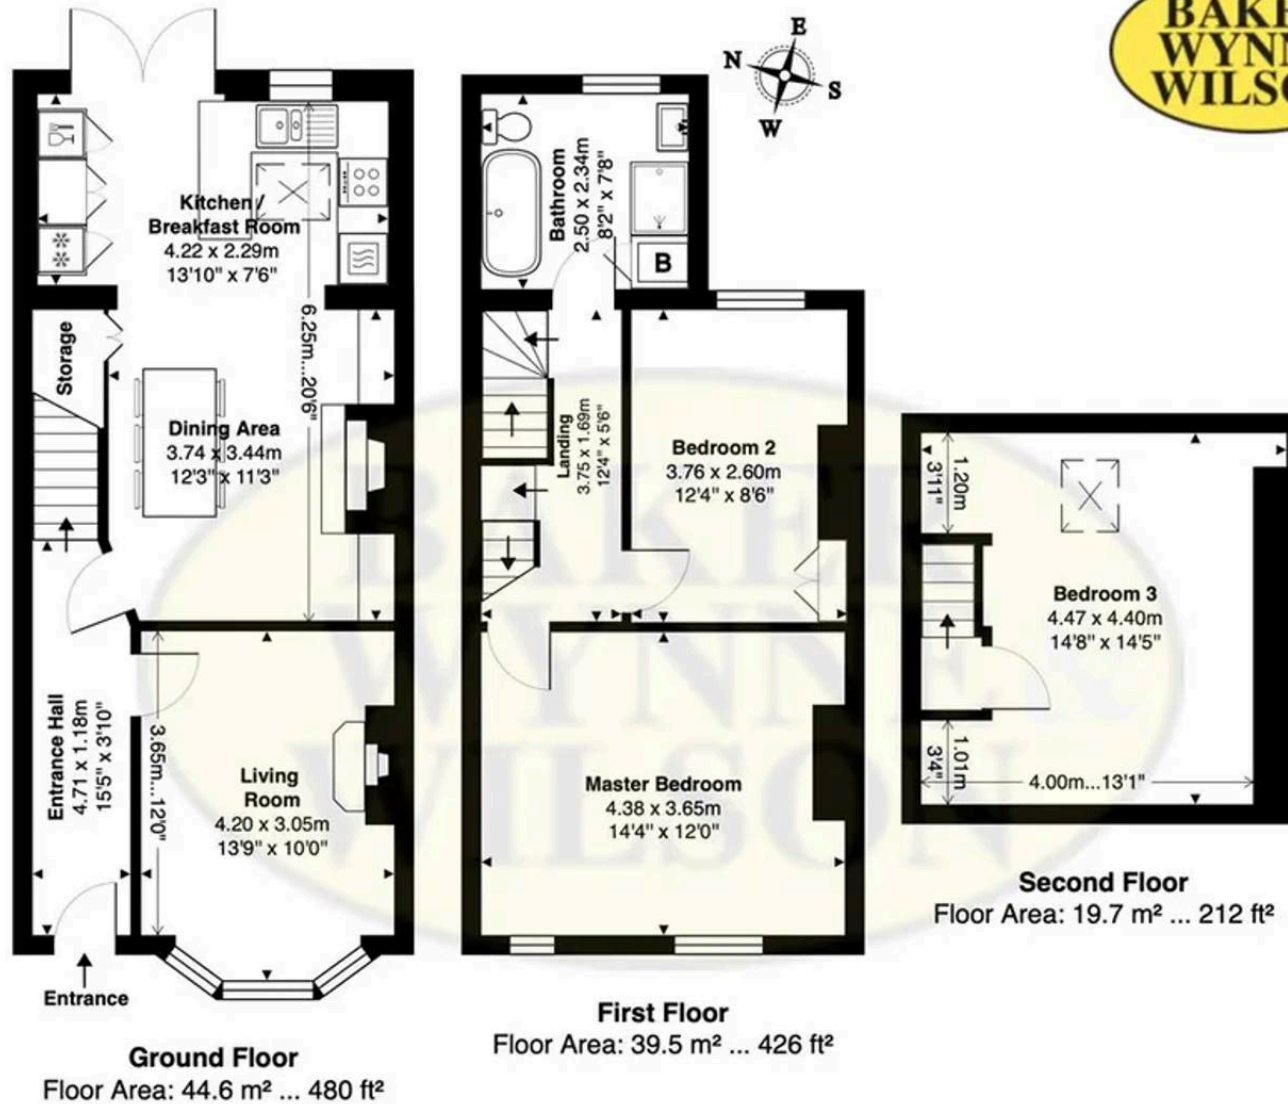 BAKE
WYNN
WILSO
N
E
S
W
Kitchen /
Breakfast Room
4.22 x 2.29m
13'10" x 7'6"
6.25m...20'6"
Storage
Dining Area
3.74 x 3.44m
12'3" x 11'3"
Entrance Hall
4.71 x 1.18m
15'5" x 3'10"
3.65m...12'0"
Living
Room
4.20 x 3.05m
13'9" x 10'0"
Entrance
Ground Floor
Floor Area: 44.6 m² ... 480 ft²
Bathroom
2.50 x 2.34m
8'2" x 7'8"
B
Landing
3.75 x 1.69m
12'4" x 5'6"
Bedroom 2
3.76 x 2.60m
12'4" x 8'6"
Master Bedroom
4.38 x 3.65m
14'4" x 12'0"
First Floor
Floor Area: 39.5 m² ... 426 ft²
1.20m
3'11"
Bedroom 3
4.47 x 4.40m
14'8" x 14'5"
1.01m
3'4"
4.00m...13'1"
Second Floor
Floor Area: 19.7 m² ... 212 ft²
BAKER
WYNNE
WILSON